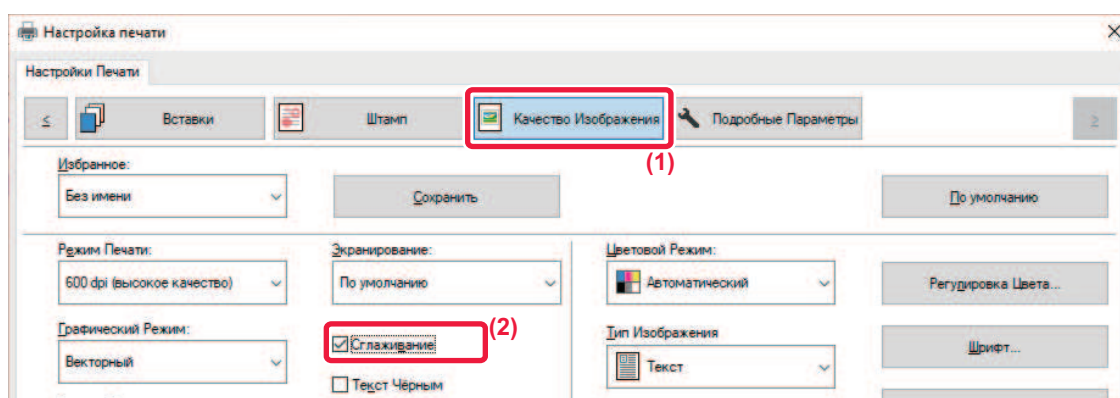 Настройка печати
Настройки Печати
Вставки Штамп Качество Изображения Подробные Параметры
(1)
Избранное:
Без имени Сохранить По умолчанию
Режим Печати: Экранирование: Цветовой Режим:
600 dpi (высокое качество) По умолчанию Автоматический Регулировка Цвета...
(2)
Графический Режим: Сглаживание Тип Изображения
Векторный Текст Шрифт...
Текст Чёрным